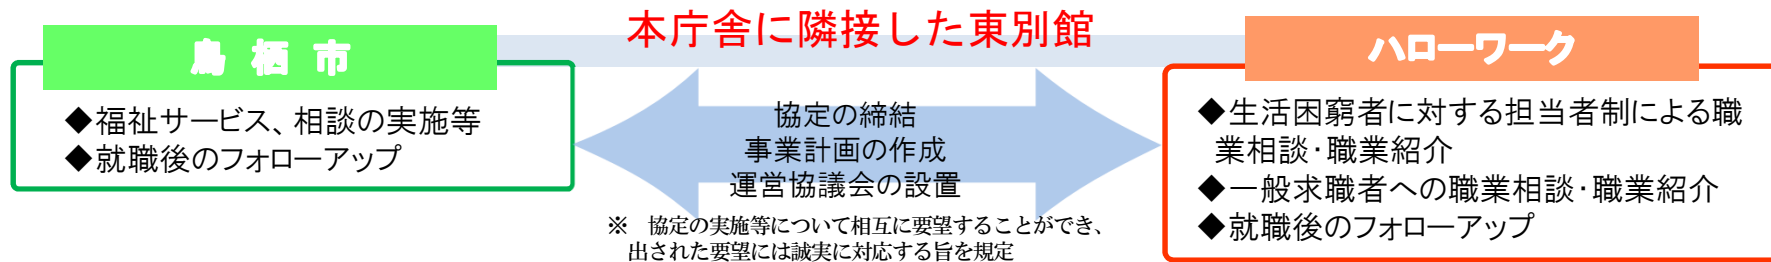 本庁舎に隣接した東別館
鳥栖市
◆福祉サービス、相談の実施等
◆就職後のフォローアップ
協定の締結
事業計画の作成
運営協議会の設置
※　協定の実施等について相互に要望することができ、
出された要望には誠実に対応する旨を規定
ハローワーク
◆生活困窮者に対する担当者制による職
業相談・職業紹介
◆一般求職者への職業相談・職業紹介
◆就職後のフォローアップ